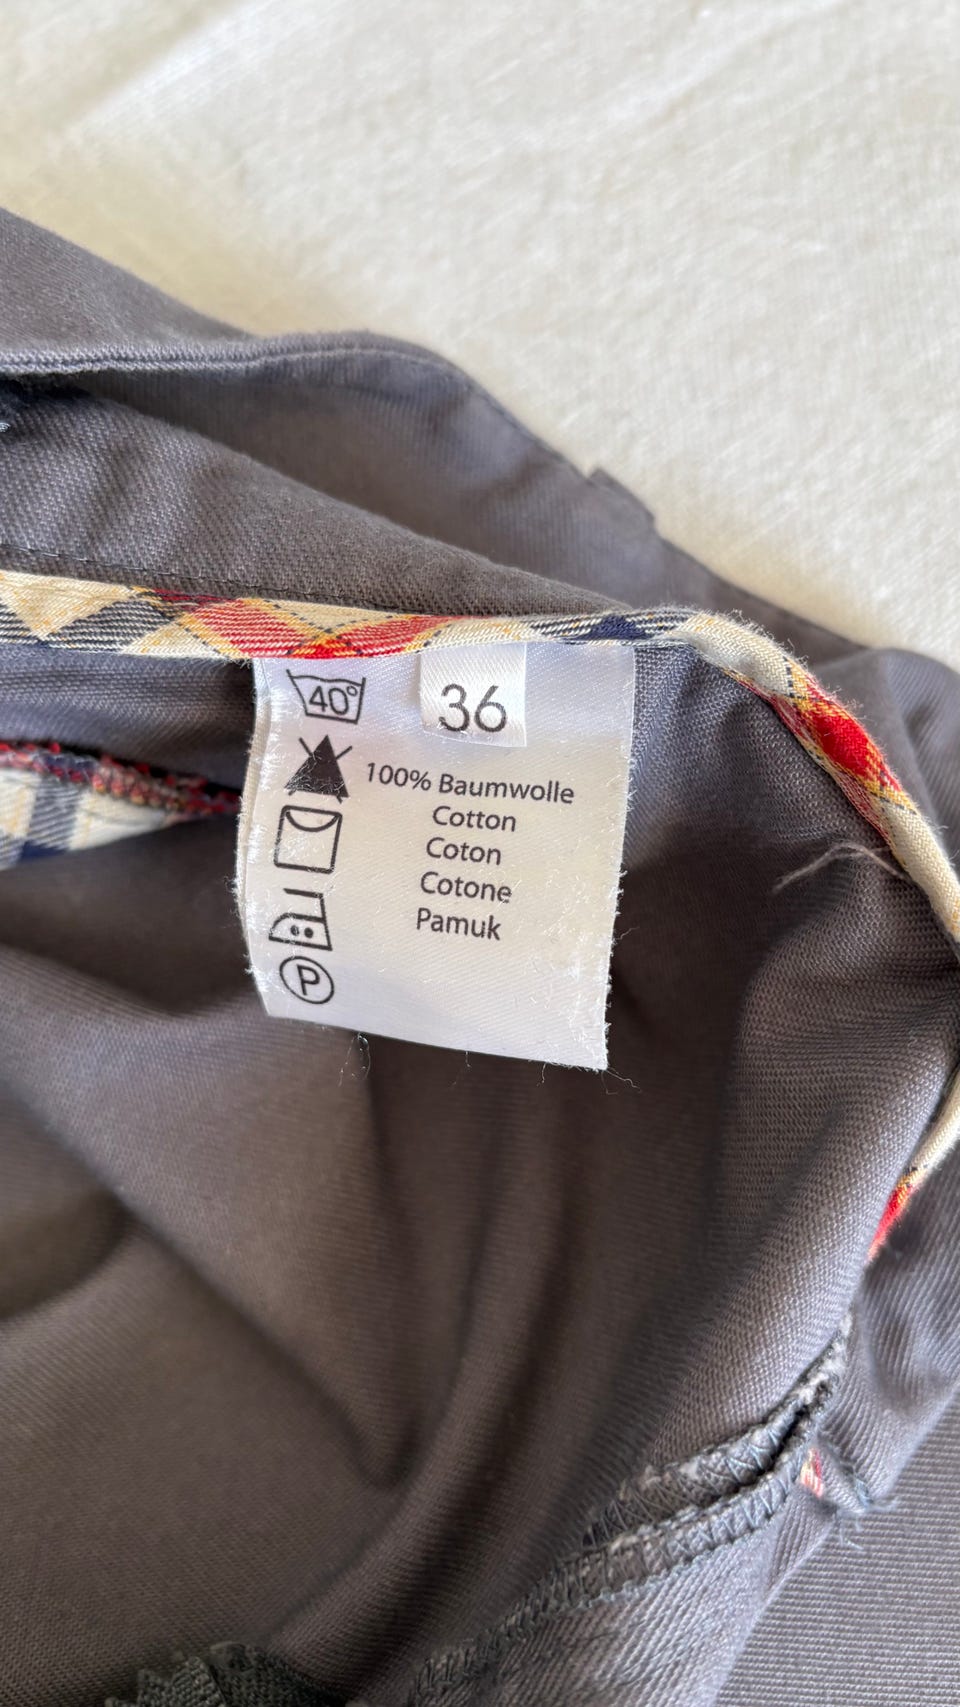 40°
36
100% Baumwolle
Cotton
Coton
Cotone
Pamuk
P